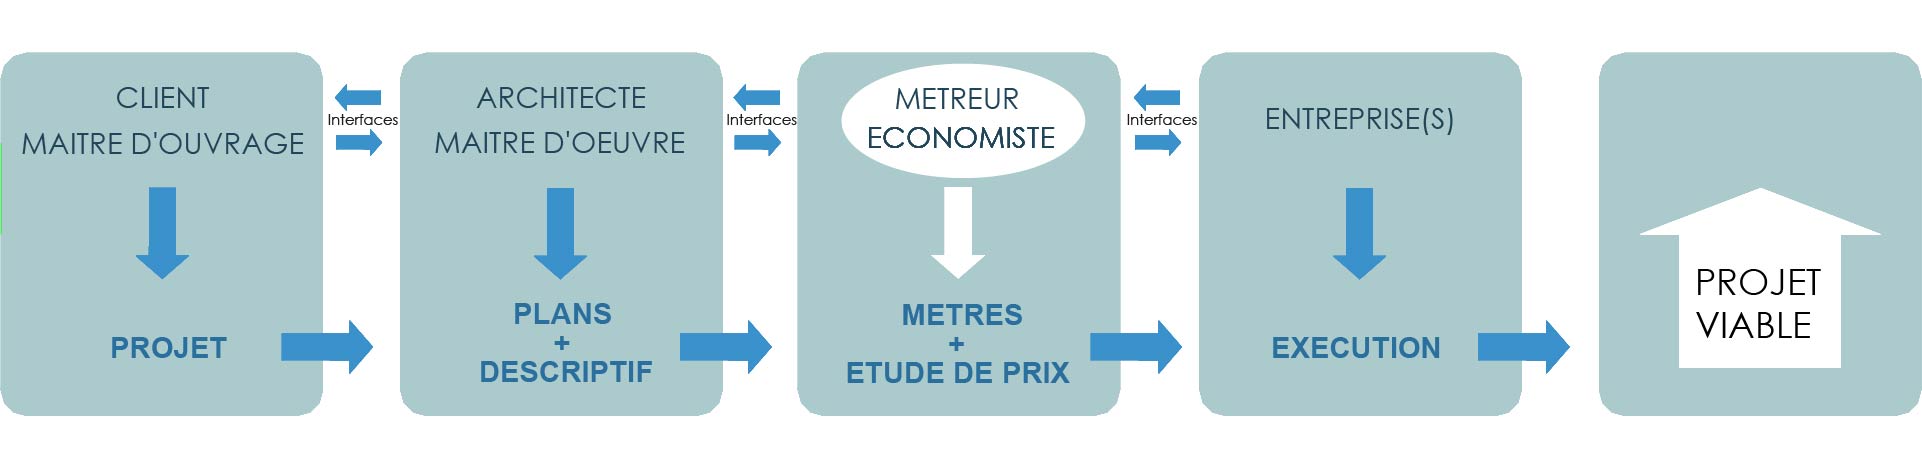 CLIENT
MAITRE D'OUVRAGE
PROJET
Interfaces
ARCHITECTE
MAITRE D'OEUVRE
PLANS
+
DESCRIPTIF
Interfaces
METREUR
ECONOMISTE
METRES
+
ETUDE DE PRIX
Interfaces
ENTREPRISE(S)
EXECUTION
PROJET
VIABLE